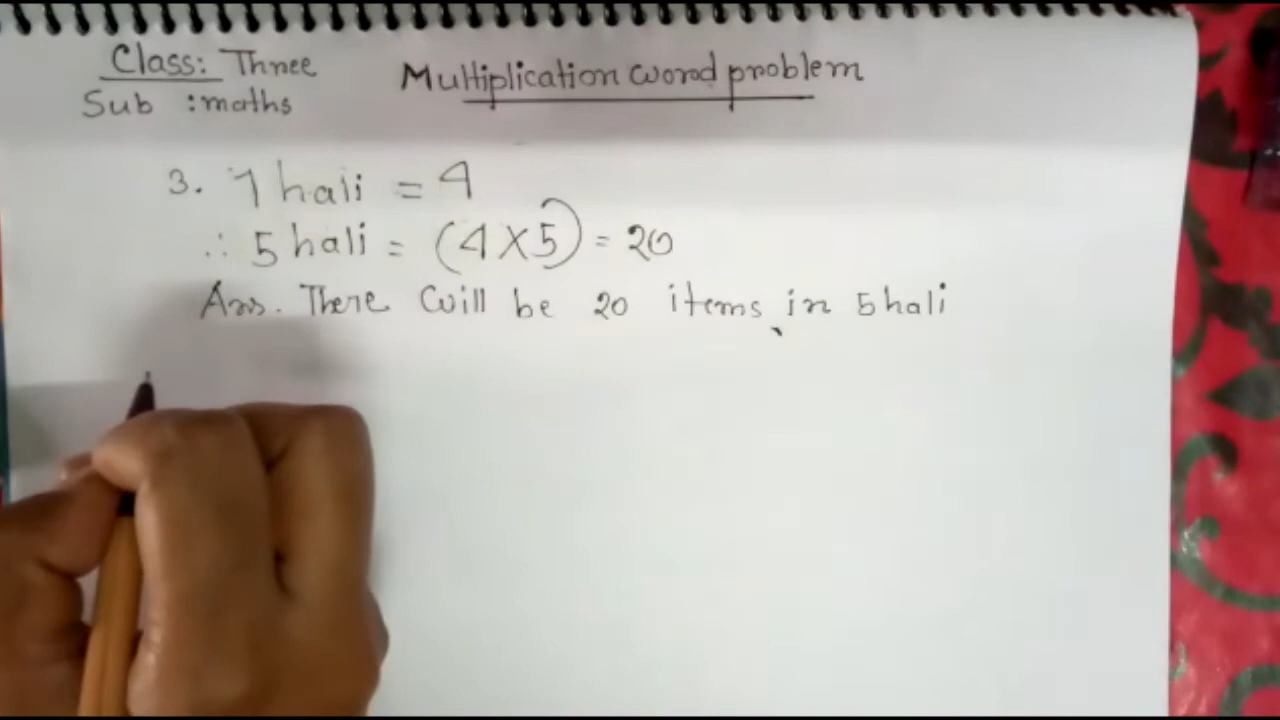 Class: Three
Sub : maths
Multiplication word problem
3. 1 hali = 4
∴ 5 hali = (4×5) = 20
Ans. There will be 20 items in 5 hali